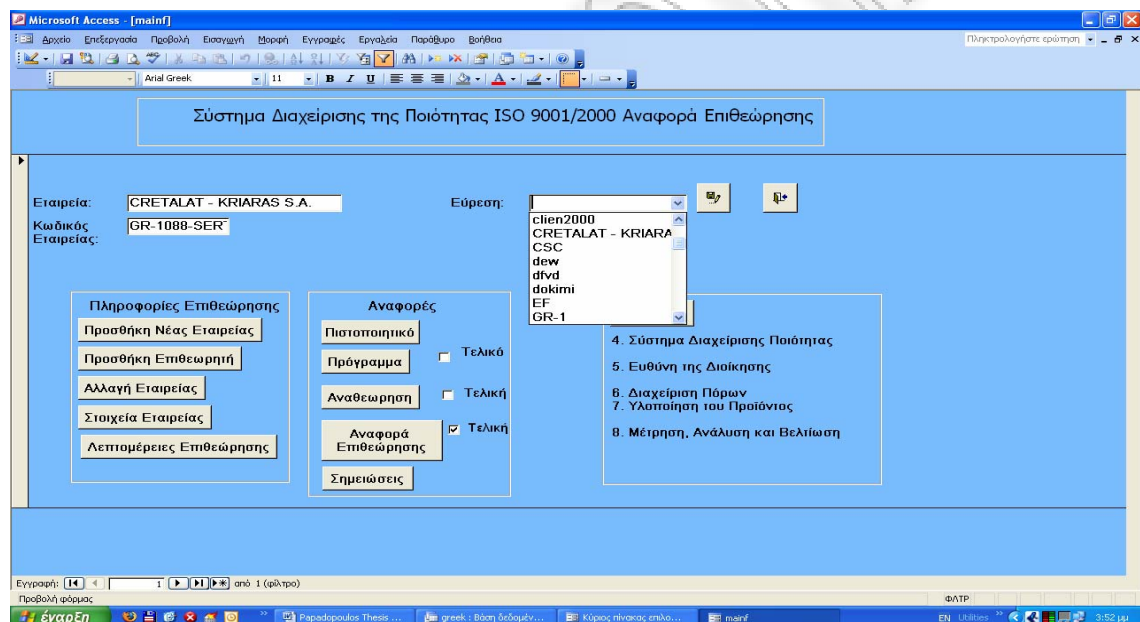 Microsoft Access - [mainf]
Αρχείο Επεξεργασία Προβολή Εισαγωγή Μορφή Εγγραφές Εργαλεία Παράθυρο Βοήθεια
Πληκτρολογήστε ερώτηση
Arial Greek 11 B I U A
Σύστημα Διαχείρισης της Ποιότητας ISO 9001/2000 Αναφορά Επιθεώρησης
Εταιρεία: CRETALAT - KRIARAS S.A.
Εύρεση:
Κωδικός Εταιρείας: GR-1088-SER
clien2000
CRETALAT - KRIARA
CSC
dew
dfvd
dokimi
EF
GR-1
Πληροφορίες Επιθεώρησης
Προσθήκη Νέας Εταιρείας
Προσθήκη Επιθεωρητή
Αλλαγή Εταιρείας
Στοιχεία Εταιρείας
Λεπτομέρειες Επιθεώρησης
Αναφορές
Πιστοποιητικό
Πρόγραμμα Τελικό
Αναθεωρηση Τελική
Αναφορά Επιθεώρησης Τελική
Σημειώσεις
4. Σύστημα Διαχείρισης Ποιότητας
5. Ευθύνη της Διοίκησης
6. Διαχείριση Πόρων
7. Υλοποίηση του Προϊόντος
8. Μέτρηση, Ανάλυση και Βελτίωση
Εγγραφή: 1 από 1 (φίλτρο)
Προβολή φόρμας
ΦΛΤΡ
έναρξη Papadopoulos Thesis ... greek : Βάση δεδομέν... Κύριος πίνακας επιλο... mainf EN Utilities 3:52 μμ